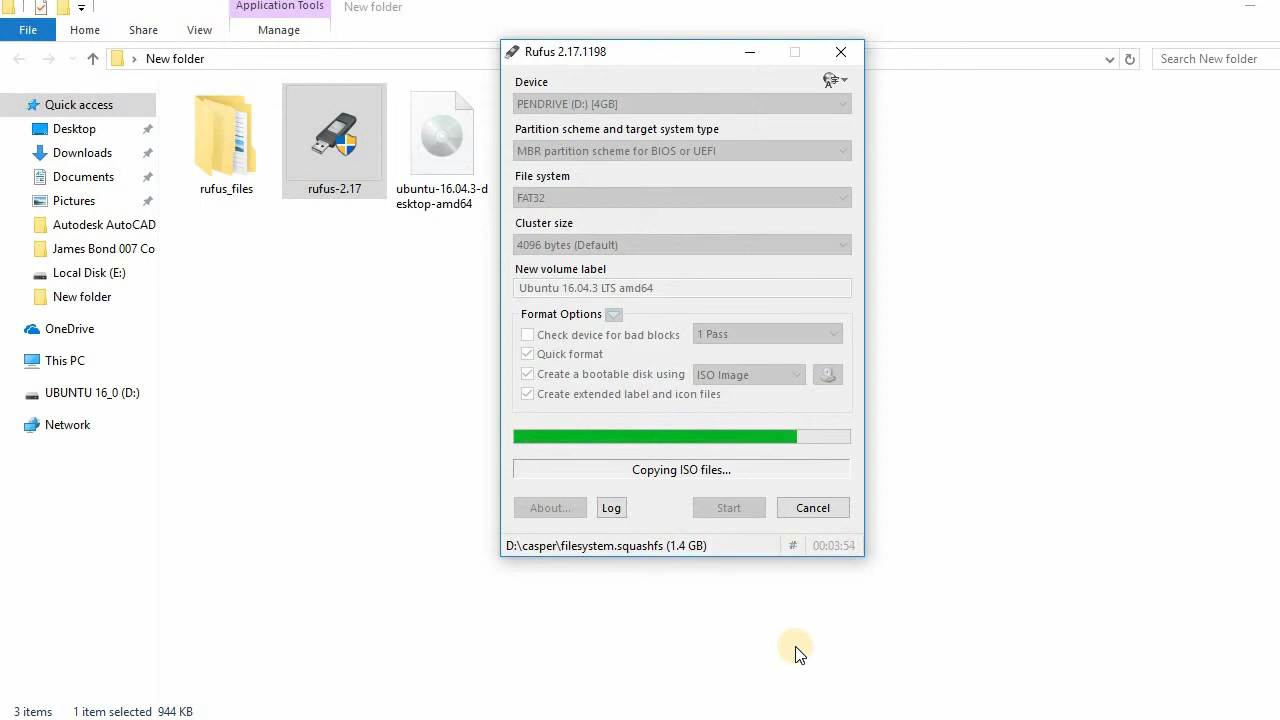 Application Tools
New folder
File
Home
Share
View
Manage
New folder
Search New folder
Quick access
Desktop
Downloads
Documents
Pictures
Autodesk AutoCAD
James Bond 007 Co
Local Disk (E:)
New folder
OneDrive
This PC
UBUNTU 16_0 (D:)
Network
rufus_files
rufus-2.17
ubuntu-16.04.3-d
esktop-amd64
Rufus 2.17.1198
Device
PENDRIVE (D:) [4GB]
Partition scheme and target system type
MBR partition scheme for BIOS or UEFI
File system
FAT32
Cluster size
4096 bytes (Default)
New volume label
Ubuntu 16.04.3 LTS amd64
Format Options
Check device for bad blocks
1 Pass
Quick format
Create a bootable disk using
ISO Image
Create extended label and icon files
Copying ISO files...
About...
Log
Start
Cancel
D:\casper\filesystem.squashfs (1.4 GB)
#
00:03:54
3 items
1 item selected 944 KB